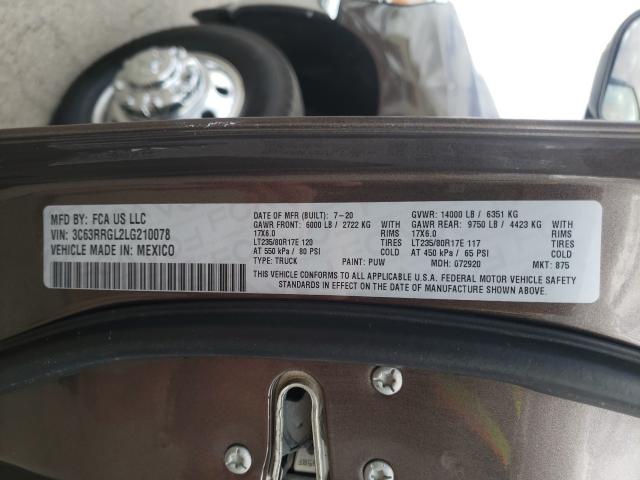 MFD BY: FCA US LLC
VIN: 3C63RRGL2LG210078
VEHICLE MADE IN: MEXICO
DATE OF MFR (BUILT): 7-20 GVWR: 14000 LB / 6351 KG
GAWR FRONT: 6000 LB / 2722 KG WITH GAWR REAR: 9750 LB / 4423 KG WITH
17X6.0 RIMS 17X6.0 RIMS
LT235/80R17E 120 TIRES LT235/80R17E 117 TIRES
AT 550 kPa / 80 PSI COLD AT 450 kPa / 65 PSI COLD
TYPE: TRUCK PAINT: PUW MDH: 072920 MKT: 875
THIS VEHICLE CONFORMS TO ALL APPLICABLE U.S.A. FEDERAL MOTOR VEHICLE SAFETY
STANDARDS IN EFFECT ON THE DATE OF MANUFACTURE SHOWN ABOVE.